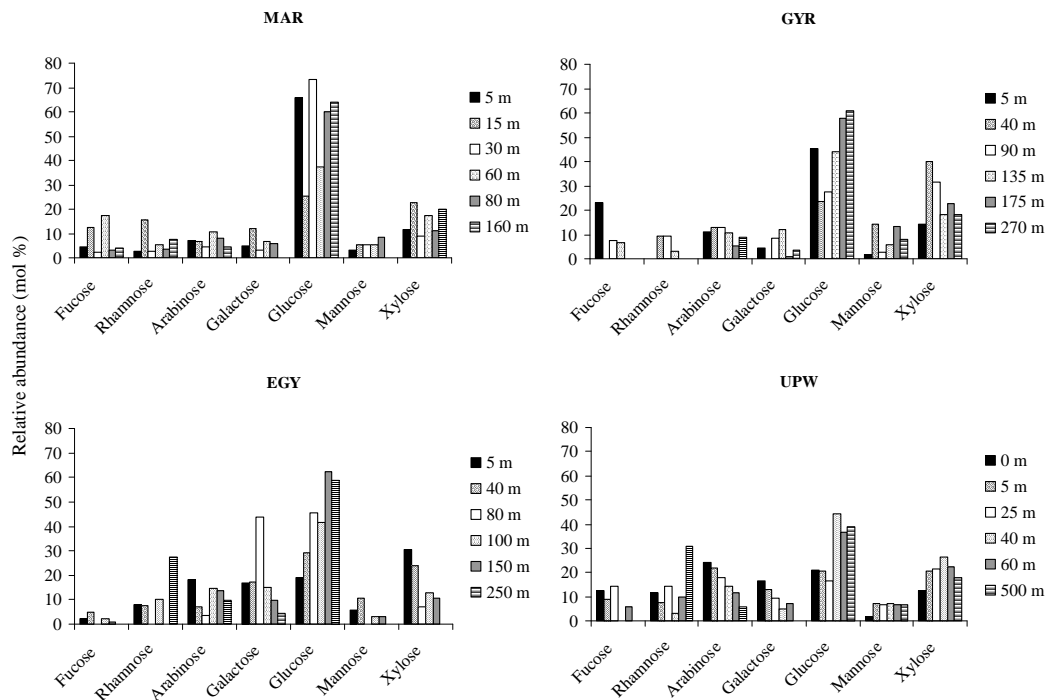 MAR
80
70
60
50
40
30
20
10
0
Fucose
Rhamnose
Arabinose
Galactose
Glucose
Mannose
Xylose
5 m
15 m
30 m
60 m
80 m
160 m
GYR
80
70
60
50
40
30
20
10
0
Fucose
Rhamnose
Arabinose
Galactose
Glucose
Mannose
Xylose
5 m
40 m
90 m
135 m
175 m
270 m
Relative abundance (mol %)
EGY
80
70
60
50
40
30
20
10
0
Fucose
Rhamnose
Arabinose
Galactose
Glucose
Mannose
Xylose
5 m
40 m
80 m
100 m
150 m
250 m
UPW
80
70
60
50
40
30
20
10
0
Fucose
Rhamnose
Arabinose
Galactose
Glucose
Mannose
Xylose
0 m
5 m
25 m
40 m
60 m
500 m